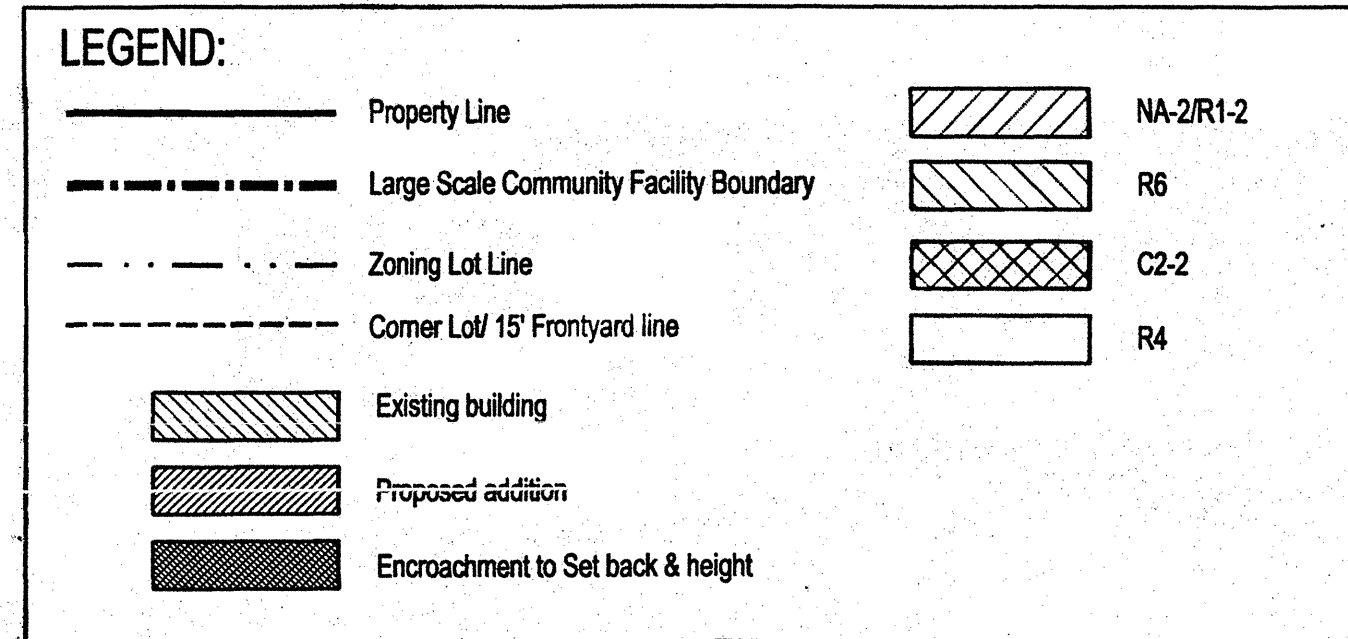 LEGEND:
Property Line
Large Scale Community Facility Boundary
Zoning Lot Line
Corner Lot/ 15' Frontyard line
Existing building
Proposed addition
Encroachment to Set back & height
NA-2/R1-2
R6
C2-2
R4